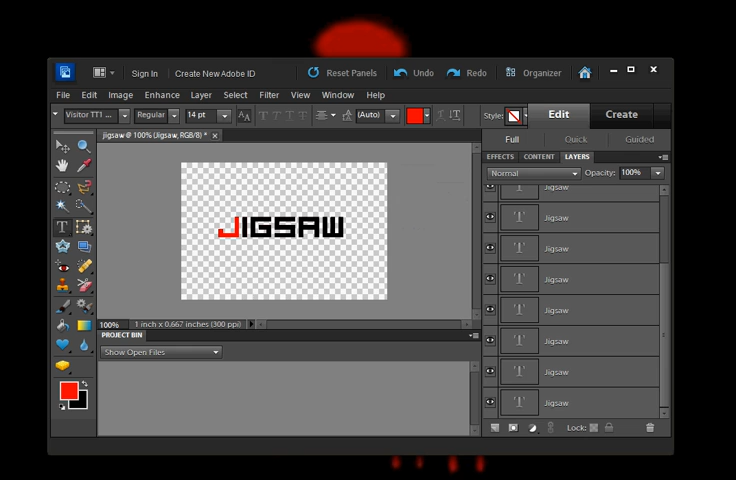 Sign In
Create New Adobe ID
Reset Panels
Undo
Redo
Organizer
File Edit Image Enhance Layer Select Filter View Window Help
Visitor TT1 ...
Regular
14 pt
(Auto)
Style:
Edit
Create
jigsaw @ 100% (Jigsaw, RGB/8) *
Full
Quick
Guided
EFFECTS CONTENT LAYERS
Normal
Opacity: 100%
Jigsaw
Jigsaw
Jigsaw
Jigsaw
Jigsaw
Jigsaw
Jigsaw
Jigsaw
JIGSAW
100%
1 inch x 0.667 inches (300 ppi)
PROJECT BIN
Show Open Files
Lock: